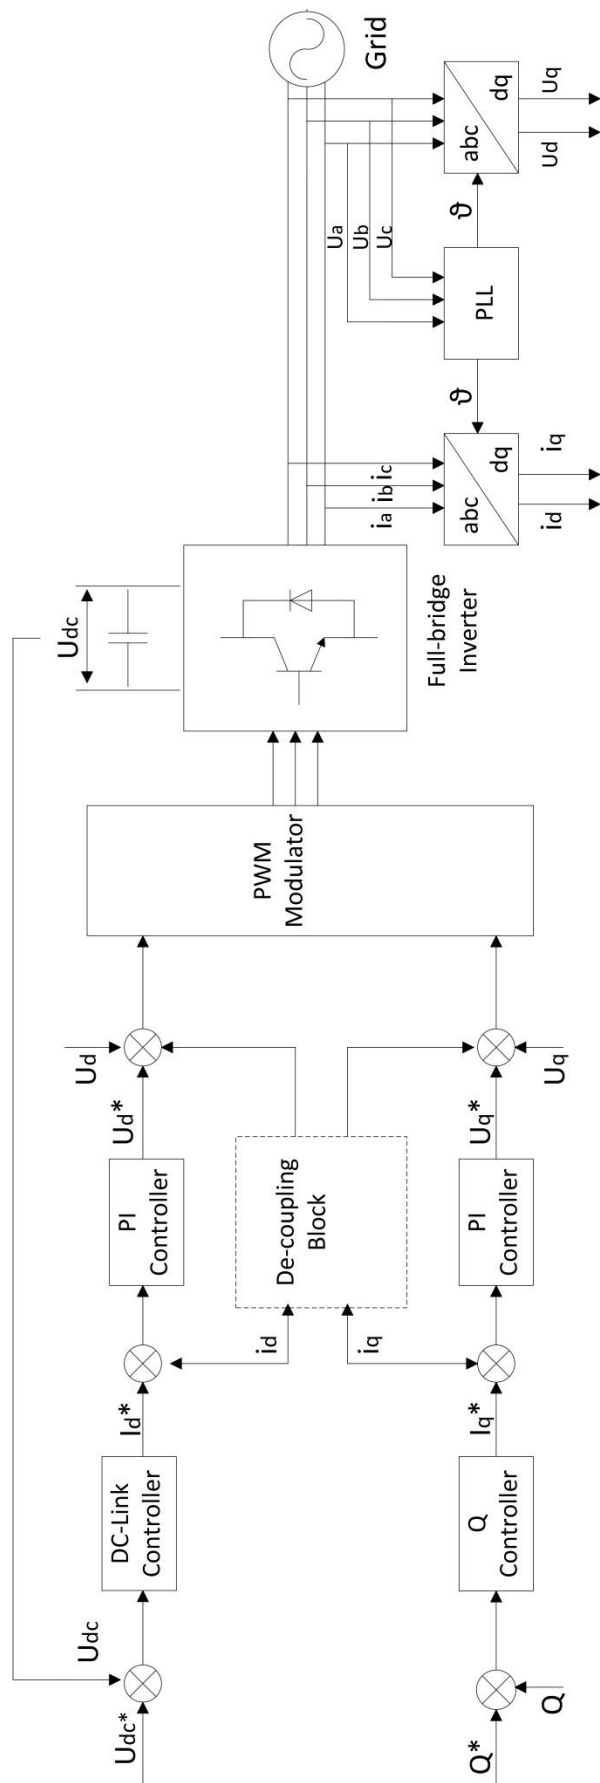 Udc*
Udc
DC-Link
Controller
Id*
PI
Controller
Ud*
Ud
id
De-coupling
Block
iq
Q*
Q
Q
Controller
Iq*
PI
Controller
Uq*
Uq
PWM
Modulator
Udc
Full-bridge
Inverter
Grid
ia
ib
ic
abc
dq
id
iq
ϑ
PLL
ϑ
Ua
Ub
Uc
abc
dq
Ud
Uq